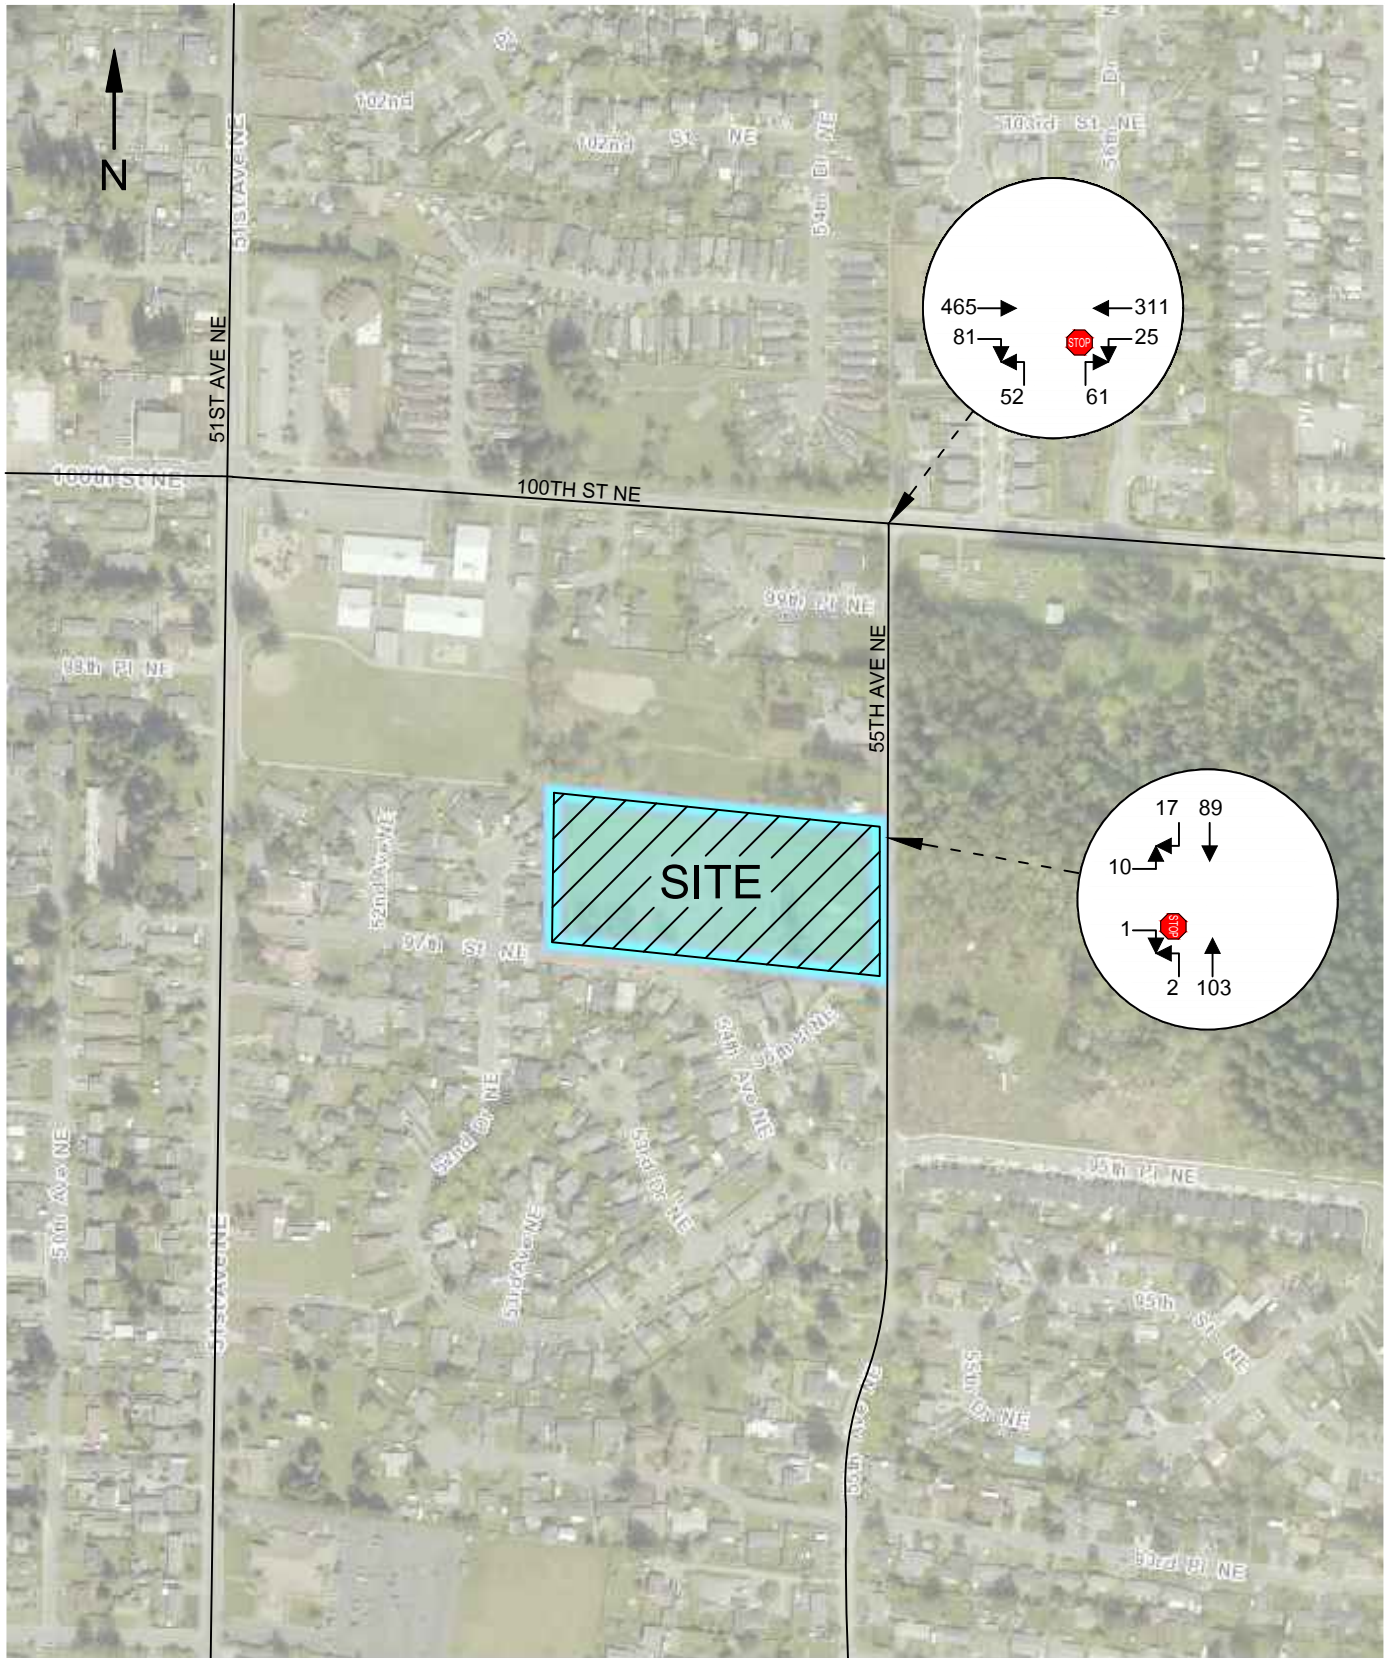 102nd
102nd St NE
103rd St NE
56th Dr N
54th Dr NE
51st Ave NE
N
465
311
81
STOP
25
52
61
51ST AVE NE
100th St NE
100TH ST NE
99th Pl NE
98th Pl NE
55TH AVE NE
17 89
10
SITE
52nd Ave NE
97th St NE
1
STOP
2 103
54th Ave NE
96th Pl NE
52nd Dr NE
53rd Dr NE
50th Ave NE
53rd Ave NE
51st Ave NE
95th Pl NE
95th St NE
55th Dr NE
55th Ave NE
93rd Pl NE